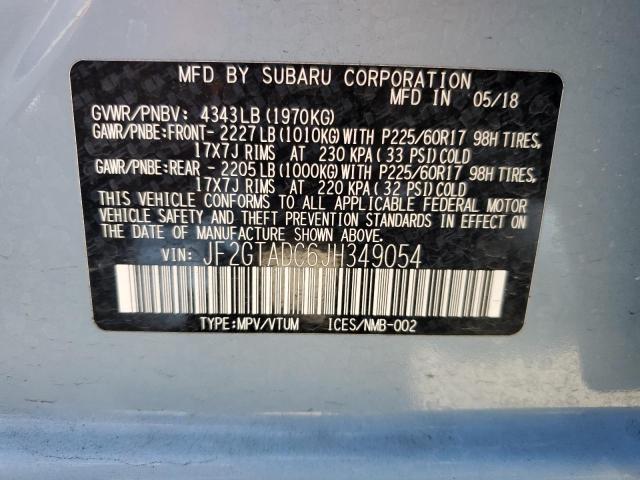 MFD BY SUBARU CORPORATION
MFD IN 05/18
GVWR/PNBV: 4343LB (1970KG)
GAWR/PNBE:FRONT- 2227LB (1010KG) WITH P225/60R17 98H TIRES,
17X7J RIMS AT 230 KPA (33 PSI) COLD
GAWR/PNBE:REAR - 2205LB (1000KG) WITH P225/60R17 98H TIRES,
17X7J RIMS AT 220 KPA (32 PSI) COLD
THIS VEHICLE CONFORMS TO ALL APPLICABLE FEDERAL MOTOR
VEHICLE SAFETY AND THEFT PREVENTION STANDARDS IN EFFECT ON
THE DATE OF MANUFACTURE SHOWN ABOVE.
VIN: JF2GTADC6JH349054
TYPE:MPV/VTUM ICES/NMB-002